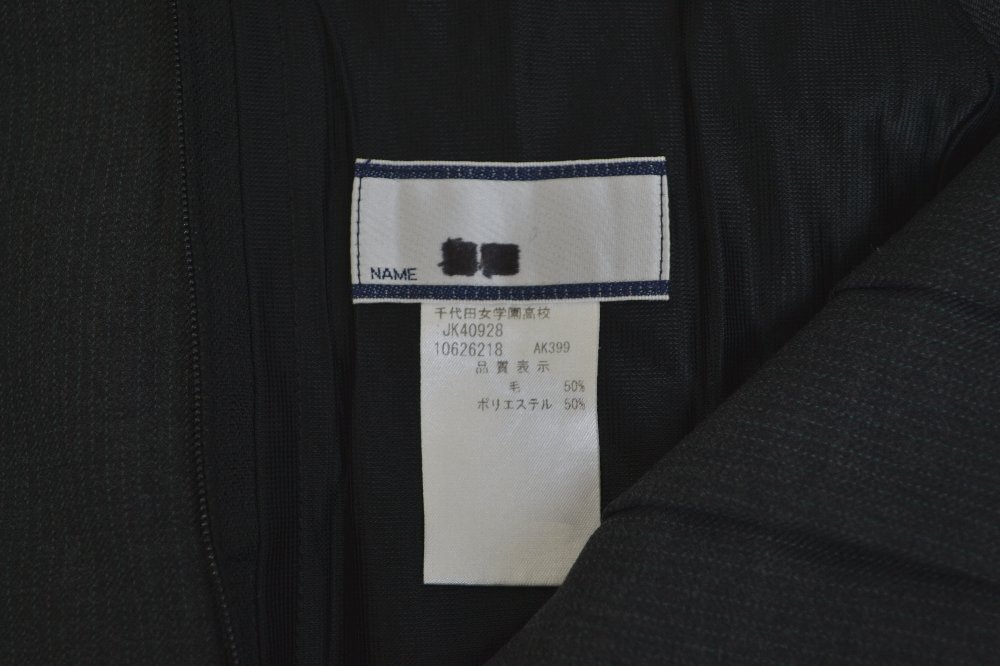 NAME
千代田女学園高校
JK40928
10626218 AK399
品質表示
毛 50%
ポリエステル 50%